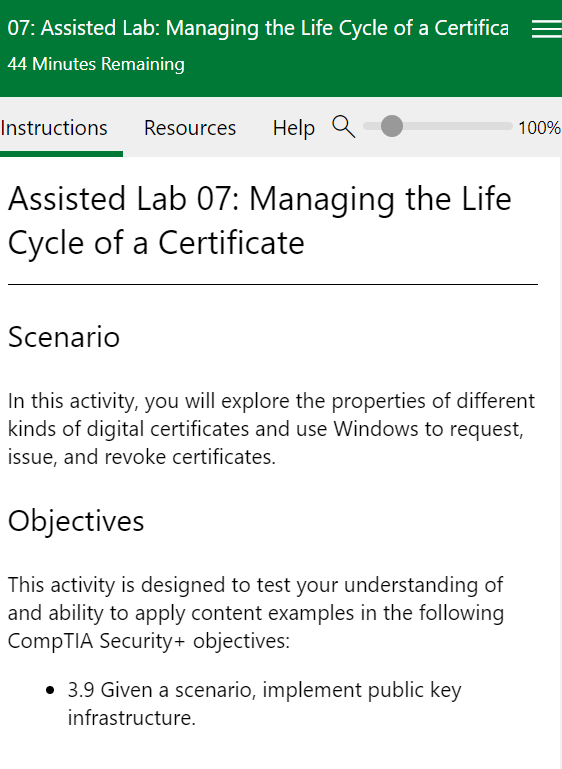 07: Assisted Lab: Managing the Life Cycle of a Certifica
44 Minutes Remaining
Instructions Resources Help 100%
Assisted Lab 07: Managing the Life
Cycle of a Certificate
Scenario
In this activity, you will explore the properties of different
kinds of digital certificates and use Windows to request,
issue, and revoke certificates.
Objectives
This activity is designed to test your understanding of
and ability to apply content examples in the following
CompTIA Security+ objectives:
• 3.9 Given a scenario, implement public key
infrastructure.